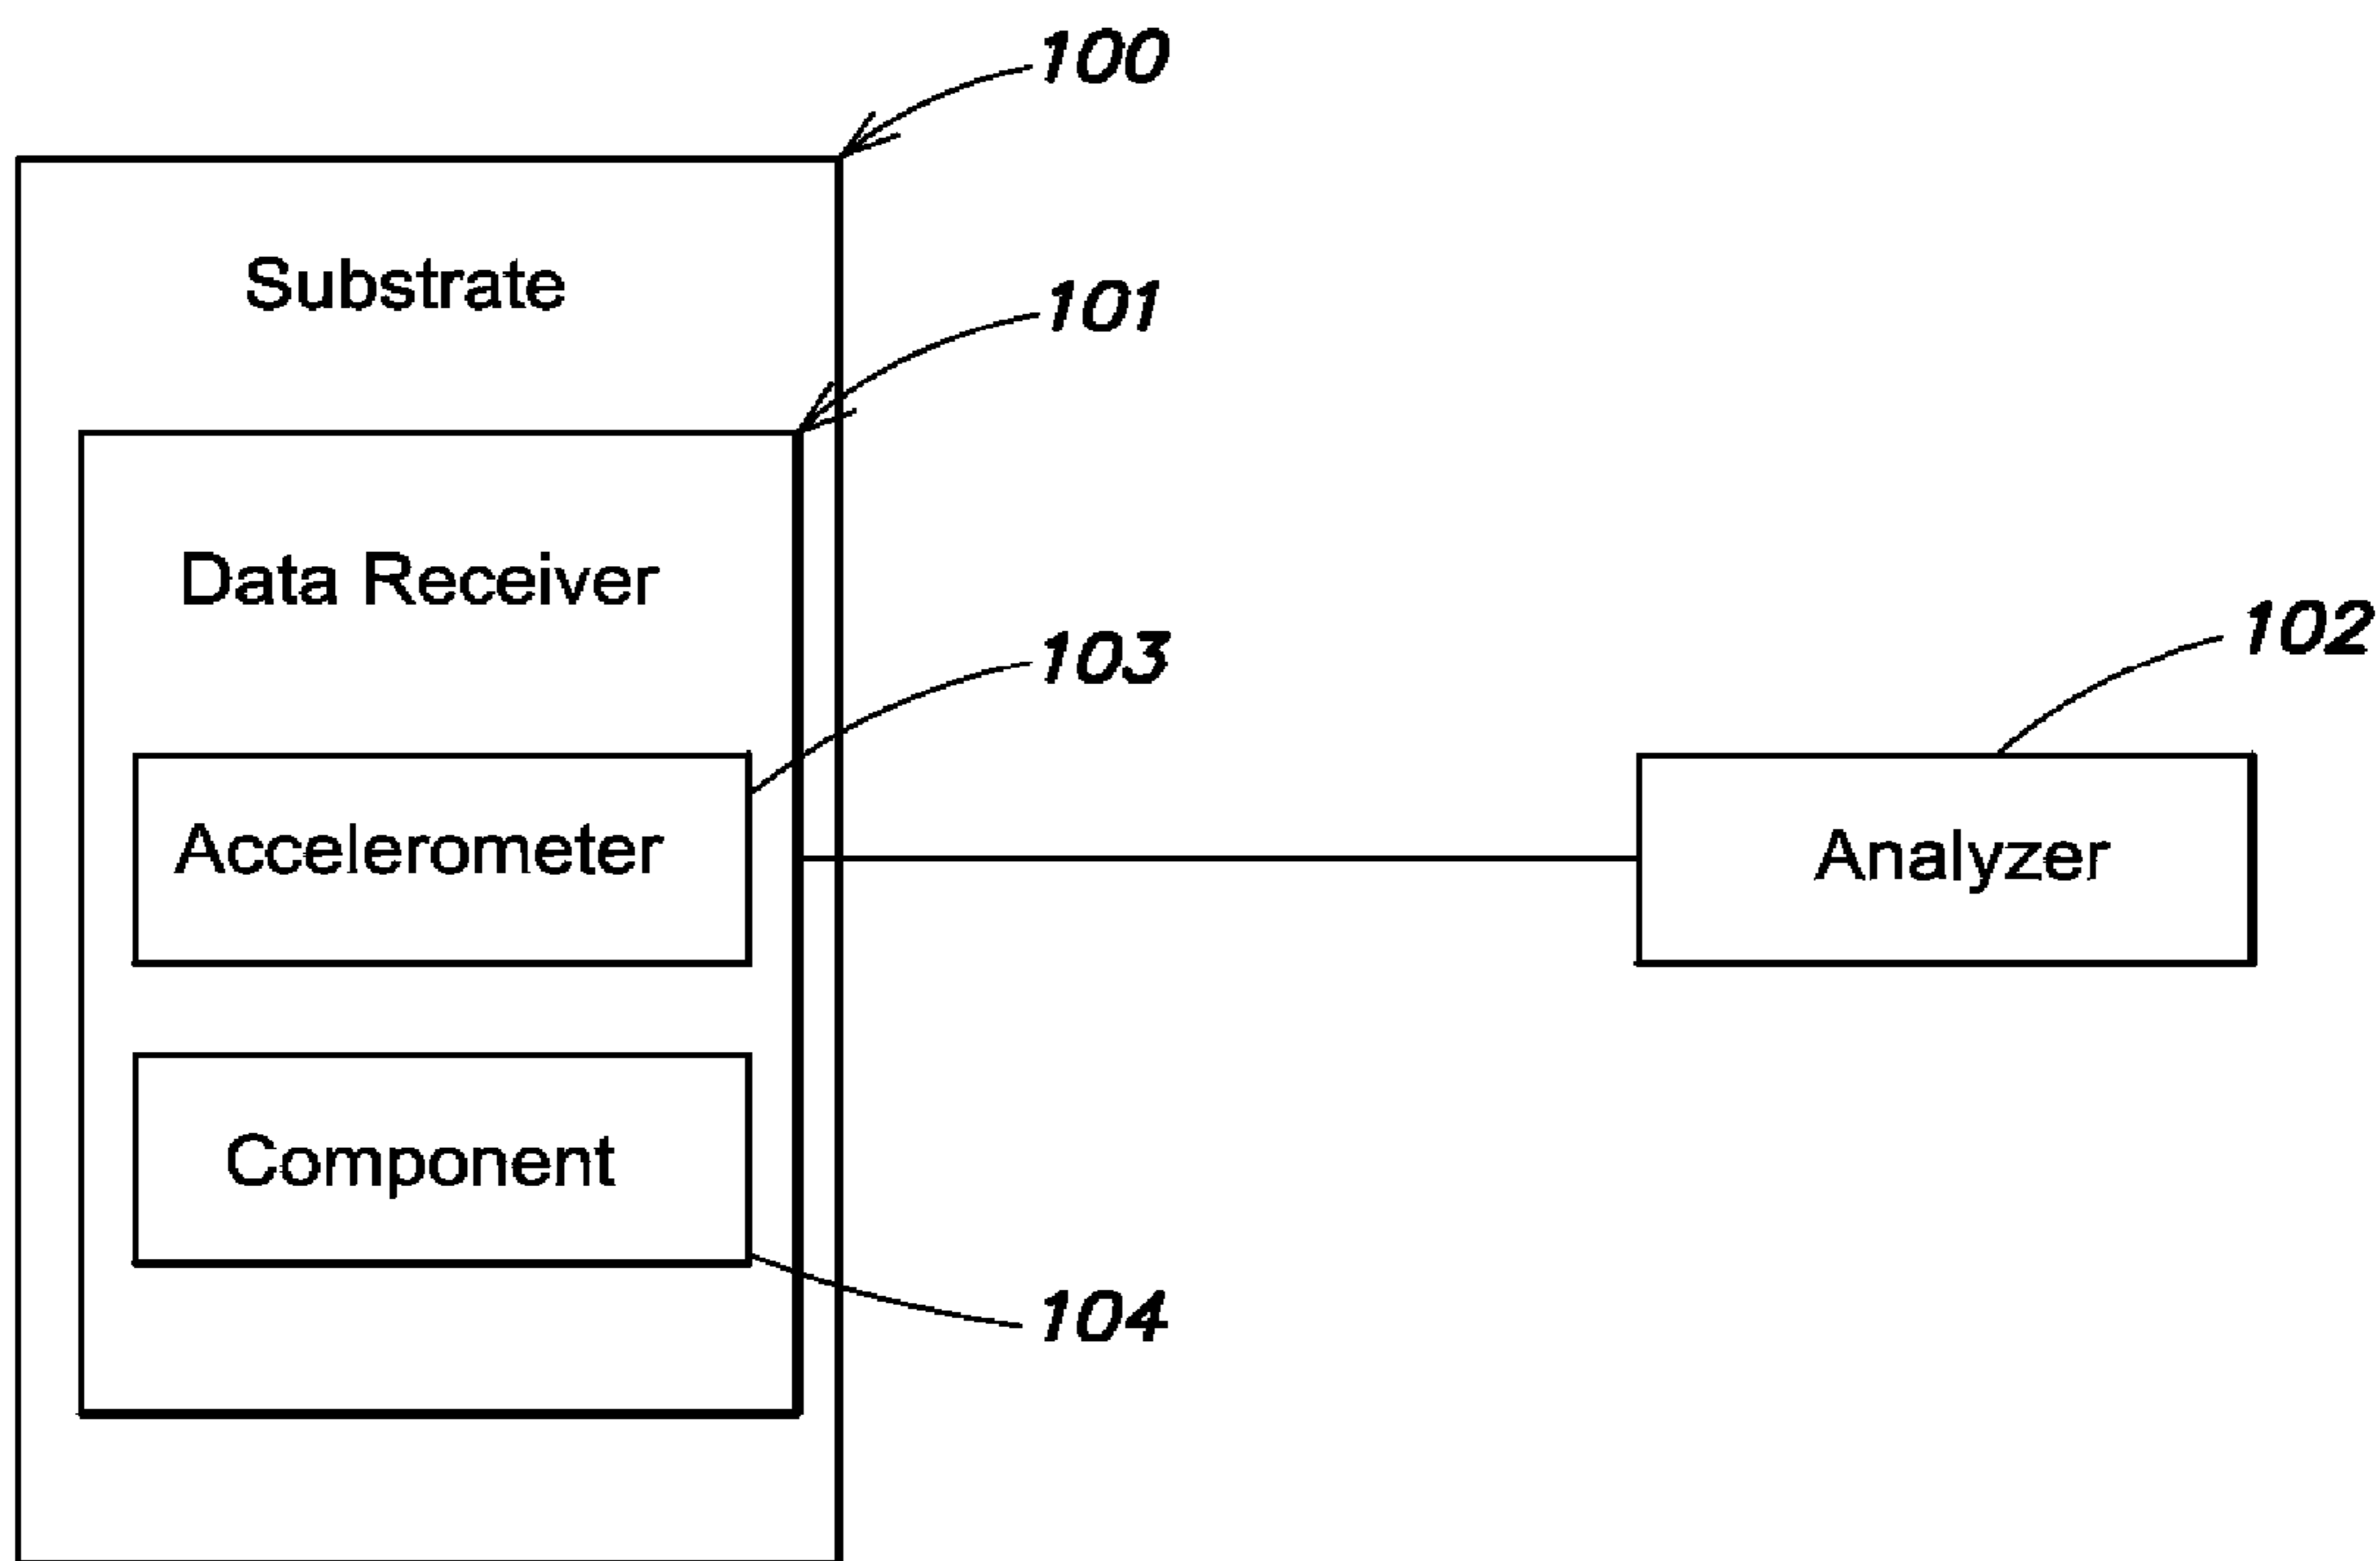 100
Substrate
101
Data Receiver
102
103
Accelerometer
Analyzer
Component
104